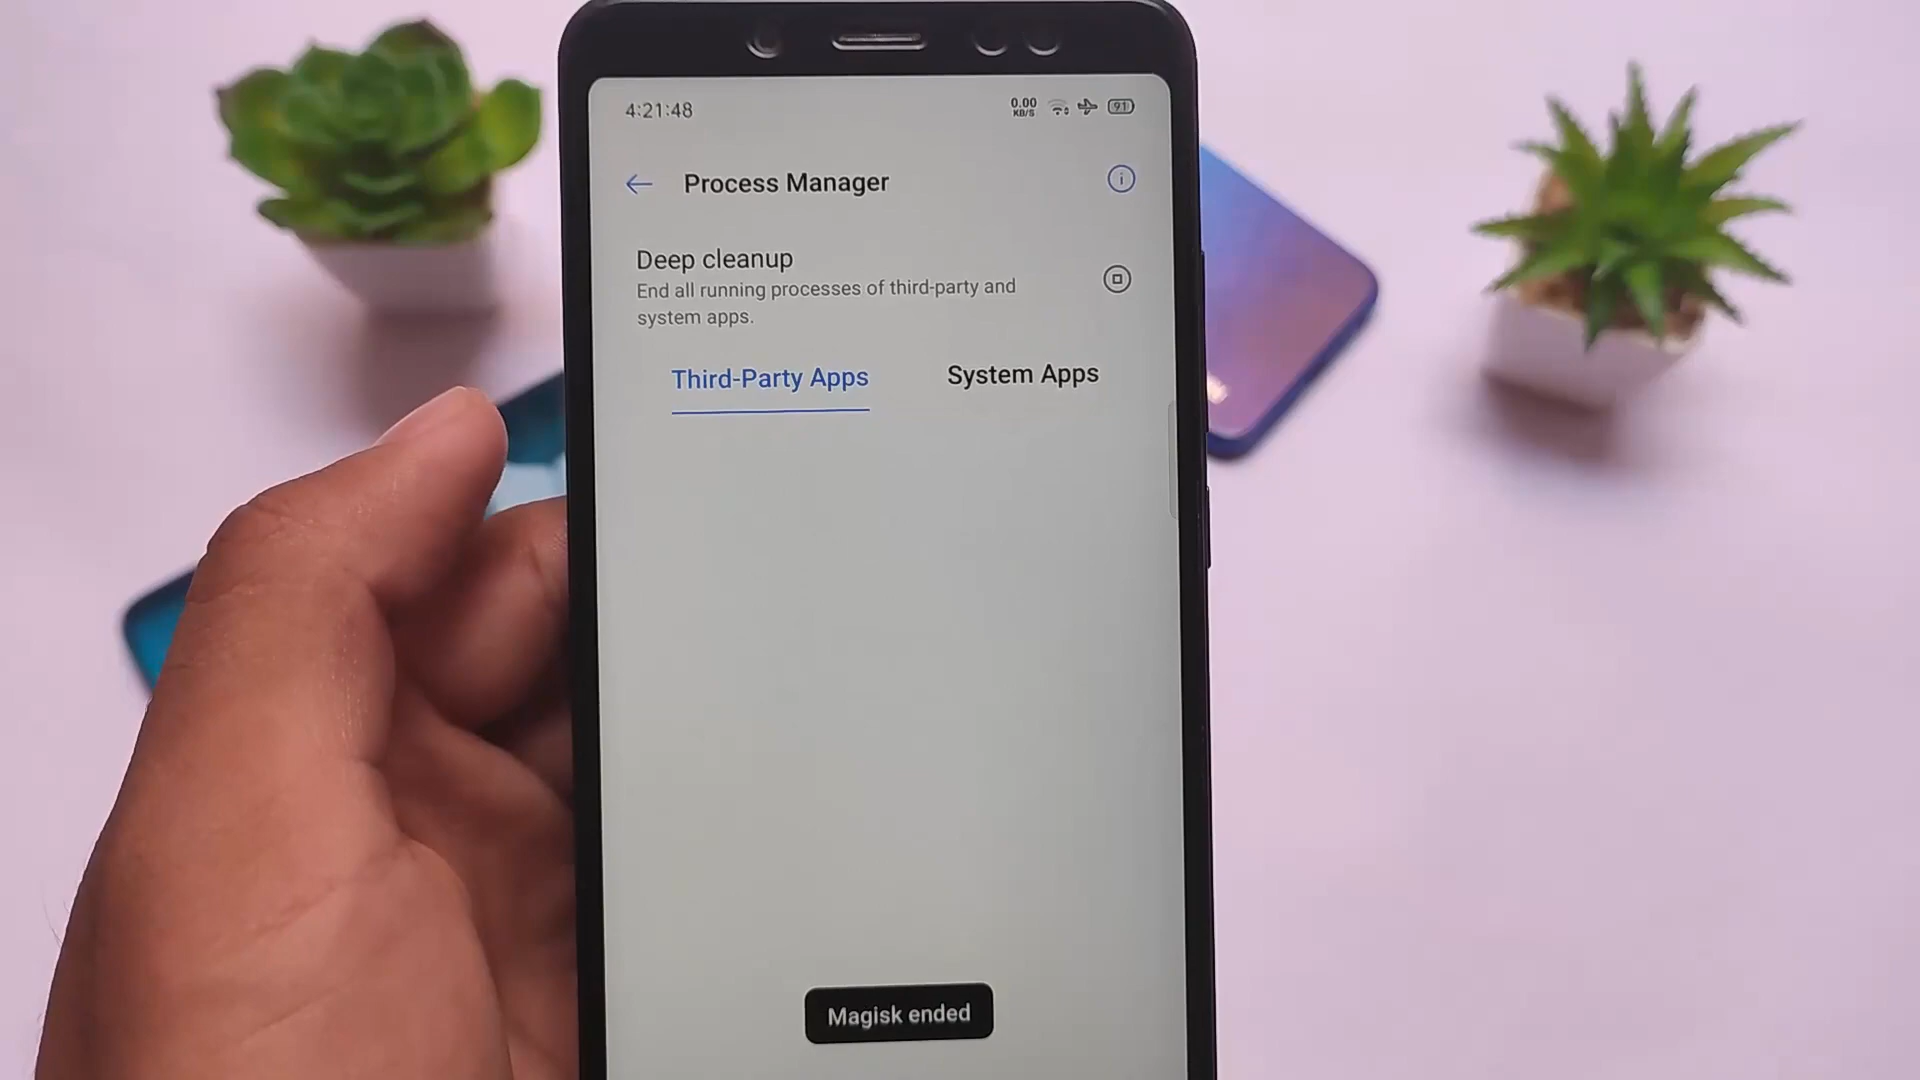 4:21:48
0.00
KB/S
91
Process Manager
Deep cleanup
End all running processes of third-party and
system apps.
Third-Party Apps
System Apps
Magisk ended